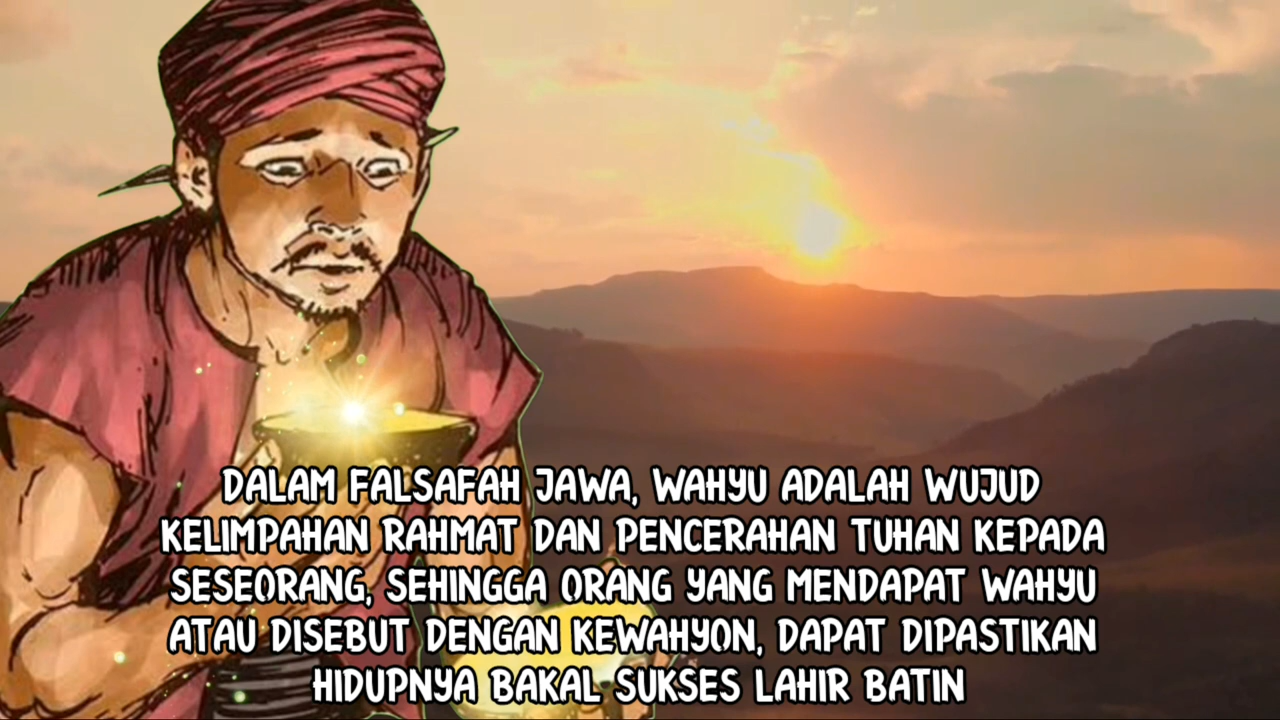 DALAM FALSAFAH JAWA, WAHYU ADALAH WUJUD
KELIMPAHAN RAHMAT DAN PENCERAHAN TUHAN KEPADA
SESEORANG, SEHINGGA ORANG YANG MENDAPAT WAHYU
ATAU DISEBUT DENGAN KEWAHYON, DAPAT DIPASTIKAN
HIDUPNYA BAKAL SUKSES LAHIR BATIN